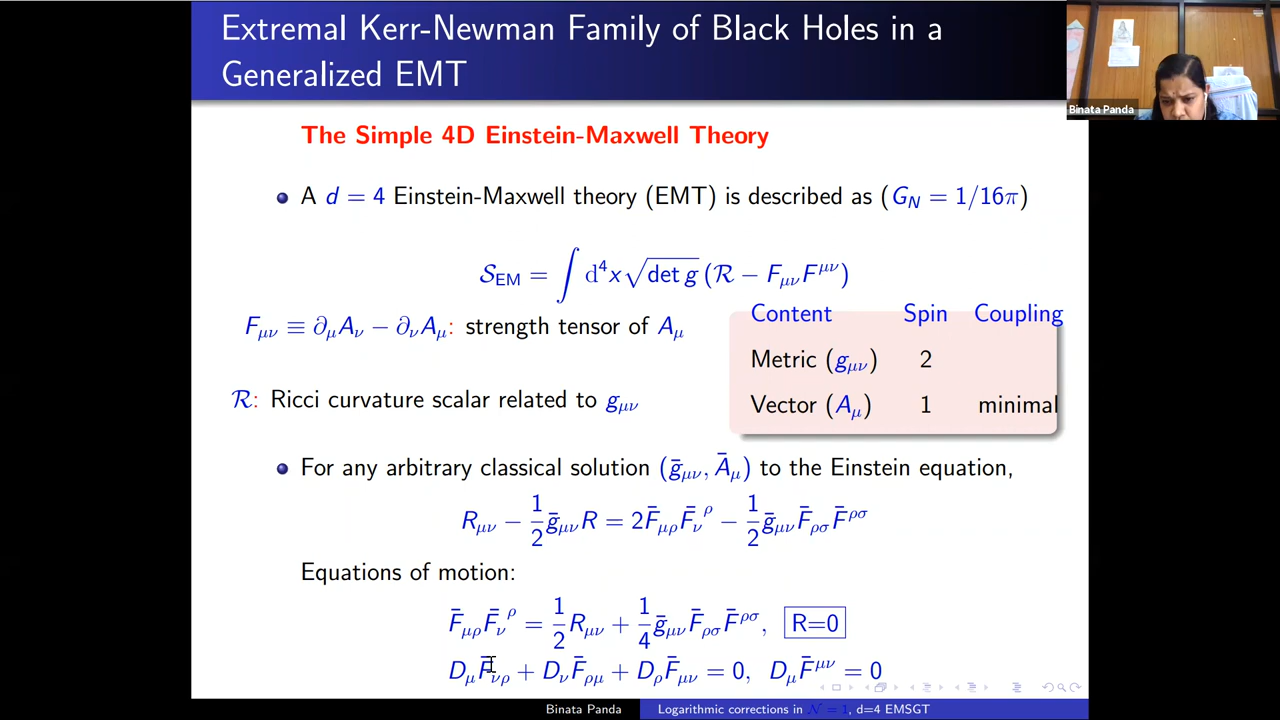 Extremal Kerr-Newman Family of Black Holes in a
Generalized EMT
Binata Panda
The Simple 4D Einstein-Maxwell Theory
A d = 4 Einstein-Maxwell theory (EMT) is described as (G_N = 1/16π)
𝒮_EM = ∫ d⁴x √det g (ℛ − F_μν F^μν)
F_μν ≡ ∂_μ A_ν − ∂_ν A_μ: strength tensor of A_μ
ℛ: Ricci curvature scalar related to g_μν
Content Spin Coupling
Metric (g_μν) 2
Vector (A_μ) 1 minimal
For any arbitrary classical solution (ḡ_μν, Ā_μ) to the Einstein equation,
R_μν − 1/2 ḡ_μν R = 2F̄_μρ F̄_ν^ρ − 1/2 ḡ_μν F̄_ρσ F̄^ρσ
Equations of motion:
F̄_μρ F̄_ν^ρ = 1/2 R_μν + 1/4 ḡ_μν F̄_ρσ F̄^ρσ, R=0
D_μ F̄_νρ + D_ν F̄_ρμ + D_ρ F̄_μν = 0, D_μ F̄^μν = 0
Binata Panda Logarithmic corrections in 𝒩 = 1, d=4 EMSGT